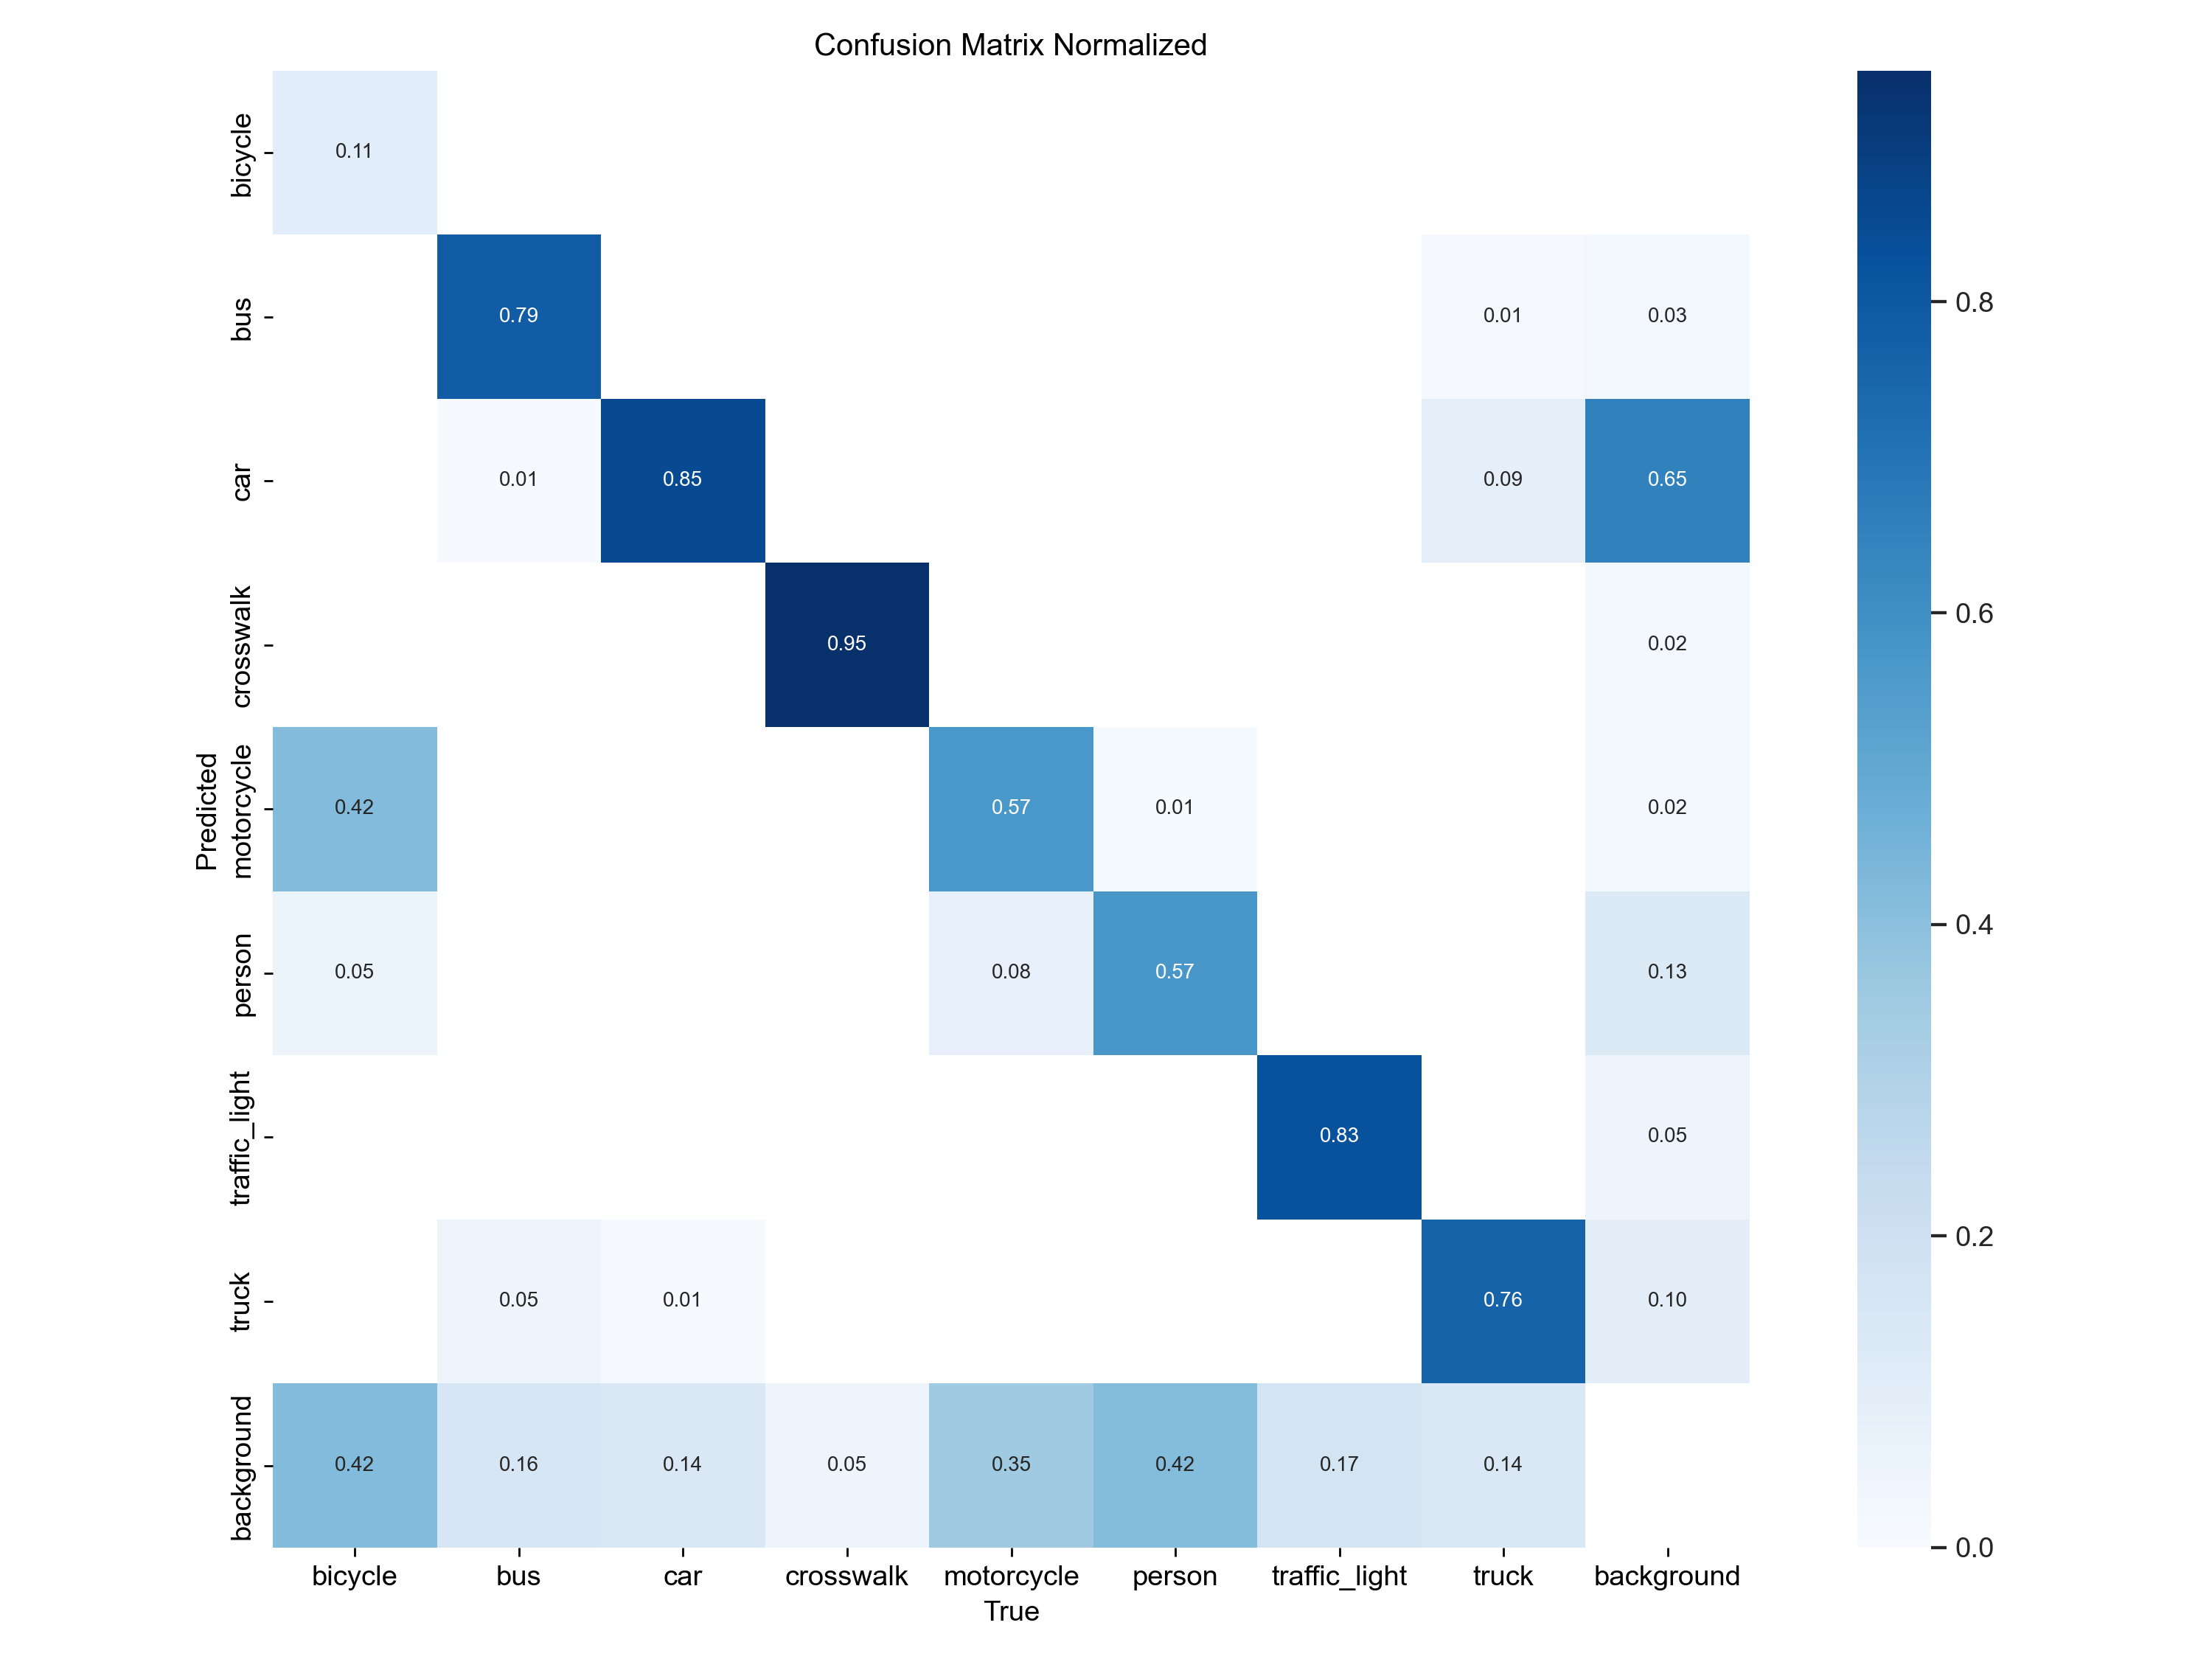 Confusion Matrix Normalized
bicycle
0.11
bus
0.79
0.01
0.03
0.8
car
0.01
0.85
0.09
0.65
0.6
crosswalk
0.95
0.02
Predicted
motorcycle
0.42
0.57
0.01
0.02
0.4
person
0.05
0.08
0.57
0.13
traffic_light
0.83
0.05
0.2
truck
0.05
0.01
0.76
0.10
background
0.42
0.16
0.14
0.05
0.35
0.42
0.17
0.14
0.0
bicycle
bus
car
crosswalk
motorcycle
person
traffic_light
truck
background
True